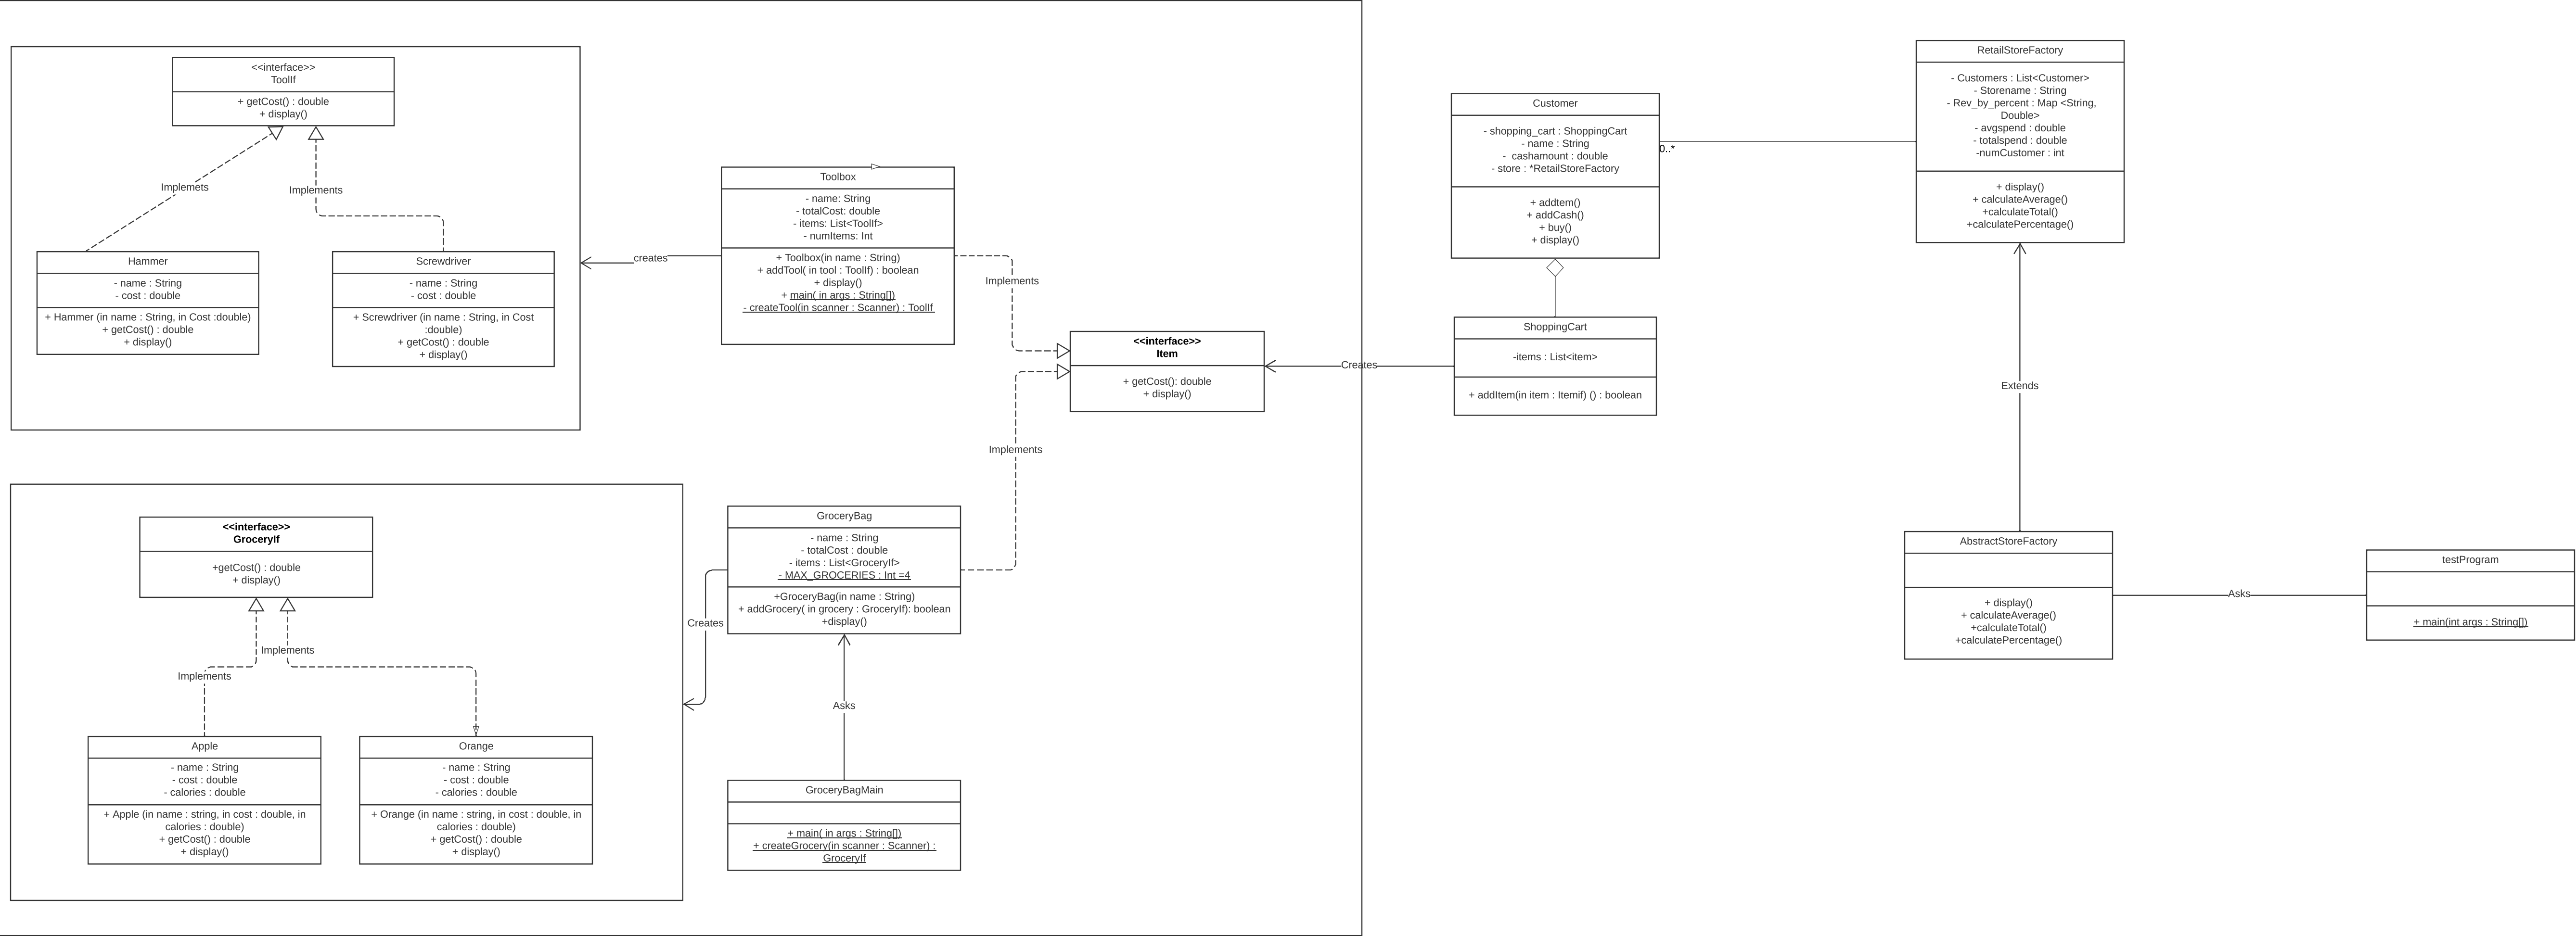 <<interface>>
ToolIf
+ getCost() : double
+ display()
Implemets
Implements
Hammer
- name : String
- cost : double
+ Hammer (in name : String, in Cost :double)
+ getCost() : double
+ display()
Screwdriver
- name : String
- cost : double
+ Screwdriver (in name : String, in Cost
:double)
+ getCost() : double
+ display()
creates
Toolbox
- name: String
- totalCost: double
- items: List<ToolIf>
- numItems: Int
+ Toolbox(in name : String)
+ addTool( in tool : ToolIf) : boolean
+ display()
+ main( in args : String[])
- createTool(in scanner : Scanner) : ToolIf
Implements
<<interface>>
Item
+ getCost(): double
+ display()
Implements
Creates
<<interface>>
GroceryIf
+getCost() : double
+ display()
Implements
Implements
Apple
- name : String
- cost : double
- calories : double
+ Apple (in name : string, in cost : double, in
calories : double)
+ getCost() : double
+ display()
Orange
- name : String
- cost : double
- calories : double
+ Orange (in name : string, in cost : double, in
calories : double)
+ getCost() : double
+ display()
Creates
GroceryBag
- name : String
- totalCost : double
- items : List<GroceryIf>
- MAX_GROCERIES : Int =4
+GroceryBag(in name : String)
+ addGrocery( in grocery : GroceryIf): boolean
+display()
Asks
GroceryBagMain
+ main( in args : String[])
+ createGrocery(in scanner : Scanner) :
GroceryIf
Customer
- shopping_cart : ShoppingCart
- name : String
- cashamount : double
- store : *RetailStoreFactory
+ addtem()
+ addCash()
+ buy()
+ display()
0..*
ShoppingCart
-items : List<item>
+ addItem(in item : Itemif) () : boolean
RetailStoreFactory
- Customers : List<Customer>
- Storename : String
- Rev_by_percent : Map <String,
Double>
- avgspend : double
- totalspend : double
-numCustomer : int
+ display()
+ calculateAverage()
+calculateTotal()
+calculatePercentage()
Extends
AbstractStoreFactory
+ display()
+ calculateAverage()
+calculateTotal()
+calculatePercentage()
Asks
testProgram
+ main(int args : String[])